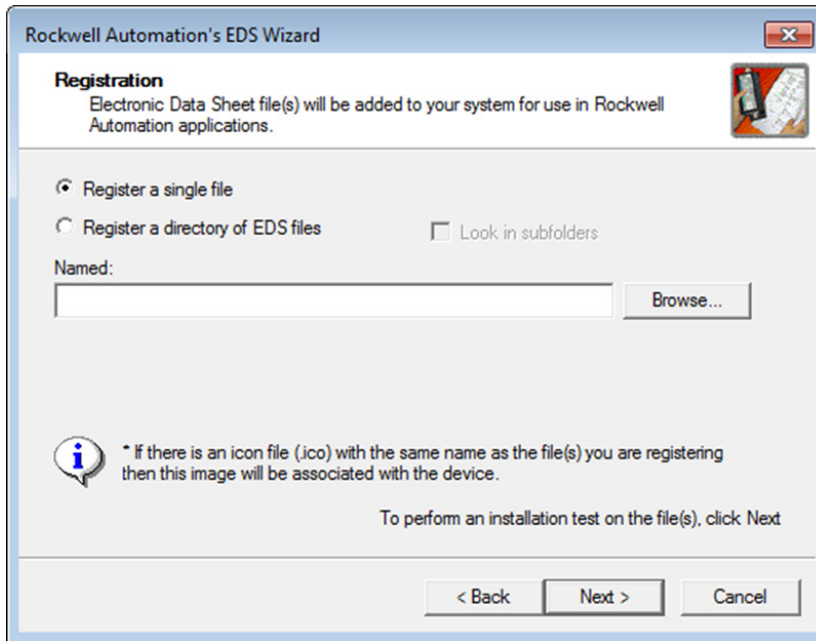 Rockwell Automation's EDS Wizard
Registration
Electronic Data Sheet file(s) will be added to your system for use in Rockwell
Automation applications.
Register a single file
Register a directory of EDS files
Look in subfolders
Named:
Browse...
* If there is an icon file (.ico) with the same name as the file(s) you are registering
then this image will be associated with the device.
To perform an installation test on the file(s), click Next
< Back
Next >
Cancel